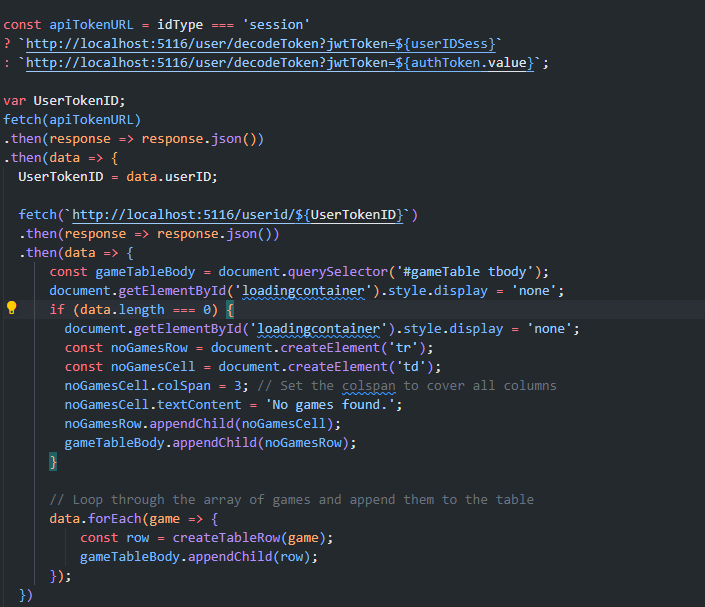 const apiTokenURL = idType === 'session'
? `http://localhost:5116/user/decodeToken?jwtToken=${userIDSess}`
: `http://localhost:5116/user/decodeToken?jwtToken=${authToken.value}`;
var UserTokenID;
fetch(apiTokenURL)
.then(response => response.json())
.then(data => {
UserTokenID = data.userID;
fetch(`http://localhost:5116/userid/${UserTokenID}`)
.then(response => response.json())
.then(data => {
const gameTableBody = document.querySelector('#gameTable tbody');
document.getElementById('loadingcontainer').style.display = 'none';
if (data.length === 0) {
document.getElementById('loadingcontainer').style.display = 'none';
const noGamesRow = document.createElement('tr');
const noGamesCell = document.createElement('td');
noGamesCell.colSpan = 3; // Set the colspan to cover all columns
noGamesCell.textContent = 'No games found.';
noGamesRow.appendChild(noGamesCell);
gameTableBody.appendChild(noGamesRow);
}
// Loop through the array of games and append them to the table
data.forEach(game => {
const row = createTableRow(game);
gameTableBody.appendChild(row);
});
})